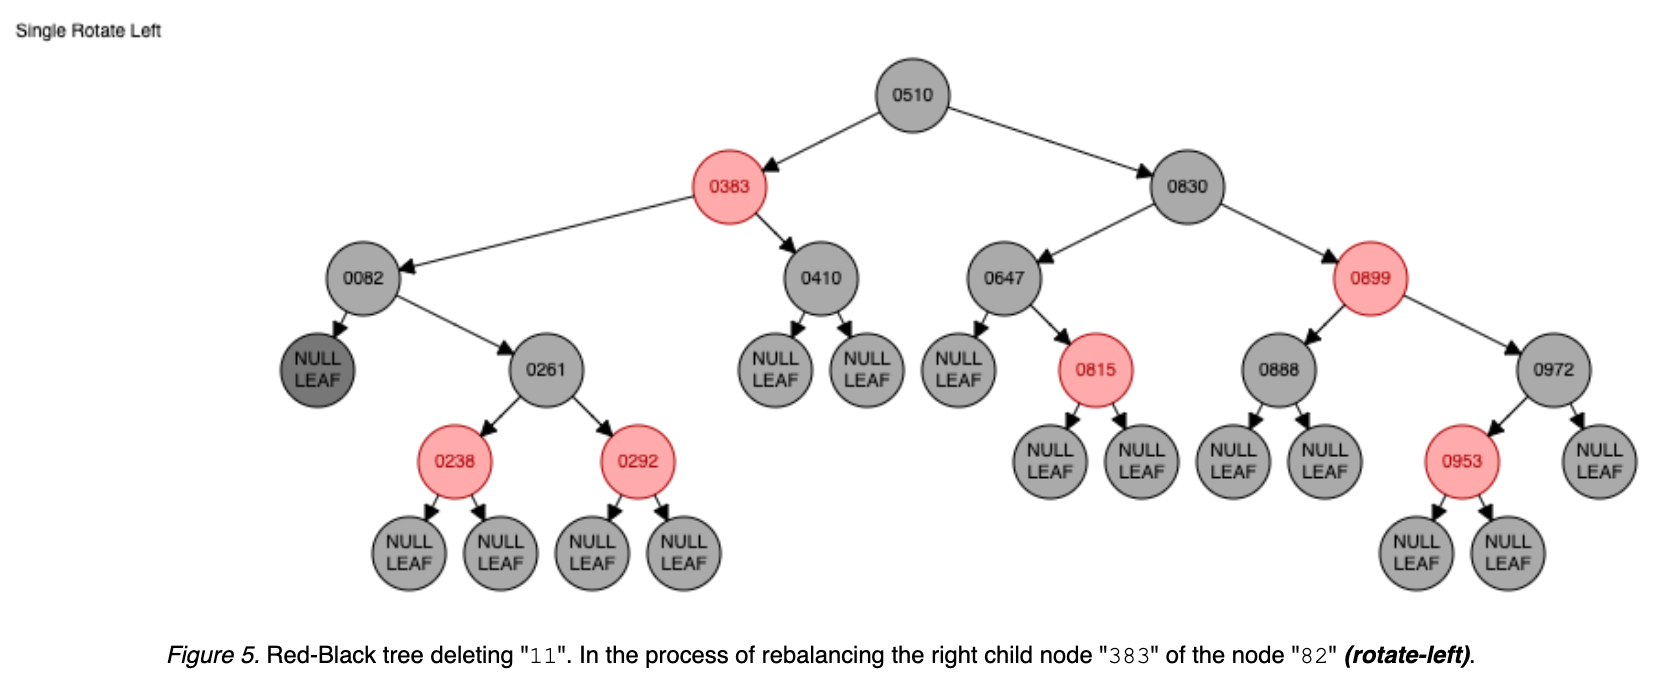 Single Rotate Left
0510
0383
0830
0082
0410
0647
0899
NULL
LEAF
0261
NULL
LEAF
NULL
LEAF
NULL
LEAF
0815
0888
0972
0238
0292
NULL
LEAF
NULL
LEAF
NULL
LEAF
NULL
LEAF
0953
NULL
LEAF
NULL
LEAF
NULL
LEAF
NULL
LEAF
NULL
LEAF
NULL
LEAF
NULL
LEAF
Figure 5. Red-Black tree deleting "11". In the process of rebalancing the right child node "383" of the node "82" (rotate-left).